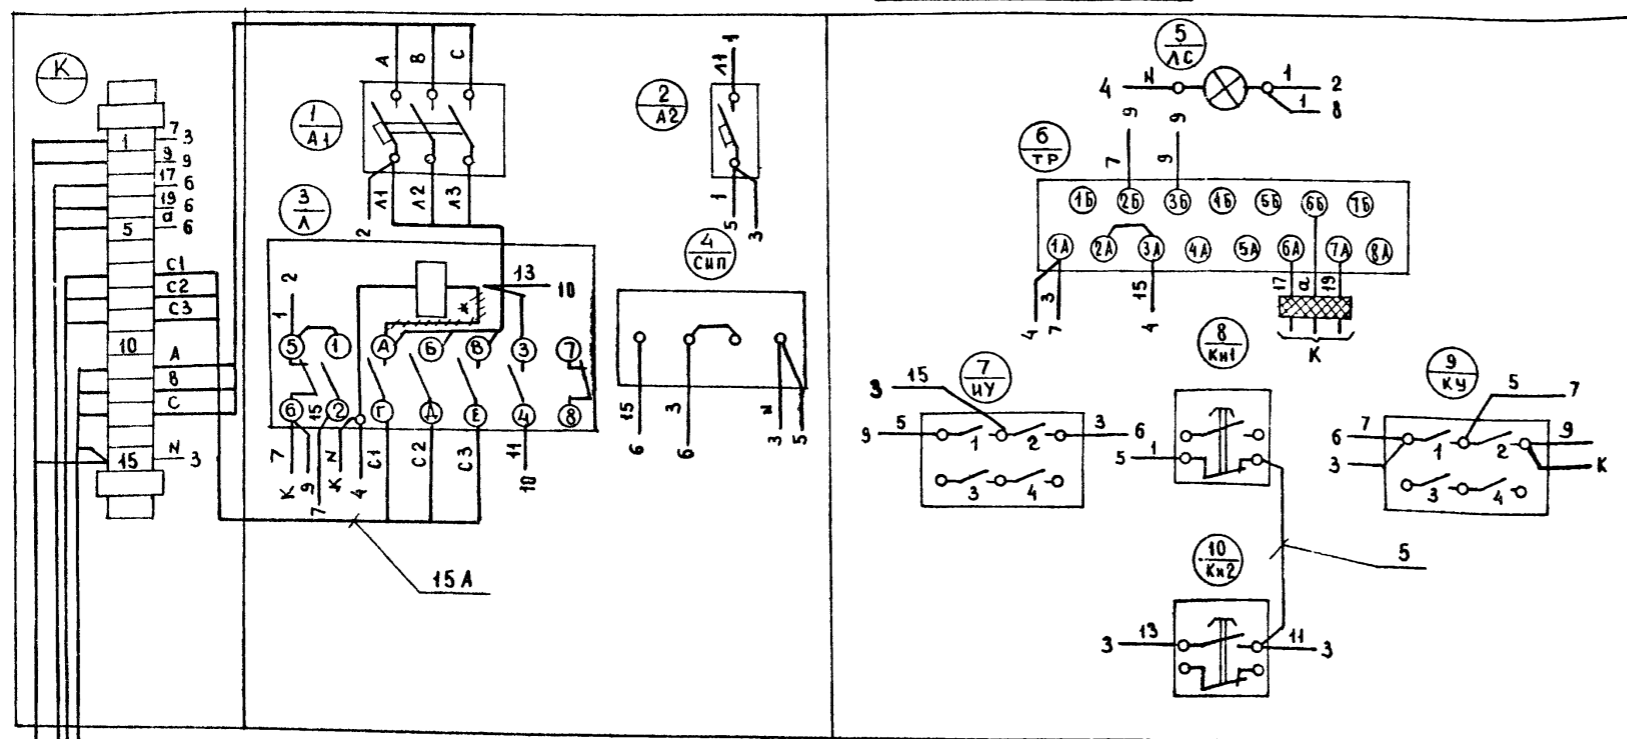 К
1 7 3
9 9
17 6
19 6
5 а 6
С1
С2
С3
10
А
В
С
15 N 3
1
А1
А В С
Л1 Л2 Л3
2
3
Л
2
1
13
10
*
5 1 А Б В 3 7
6 15 2 Г Д Е 4 8
7 К 9 7 N К 4 С1 С2 С3 11 10
15А
2
А2
Л1 1
1 5 3
4
СИП
15 3 N
6 6 3 5
5
ЛС
4 N 1 2
1 8
6
ТР
9 9
7 9
1Б 2Б 3Б 4Б 5Б 6Б 7Б
1А 2А 3А 4А 5А 6А 7А 8А
3 15 17 а 19
4 7 4
К
7
ИУ
3 15
9 5 3 6
1 2
3 4
8
Кн1
5 1
9
КУ
5 7
6 7 9
3 К
1 2
3 4
10
Кн2
5
3 13 11 3